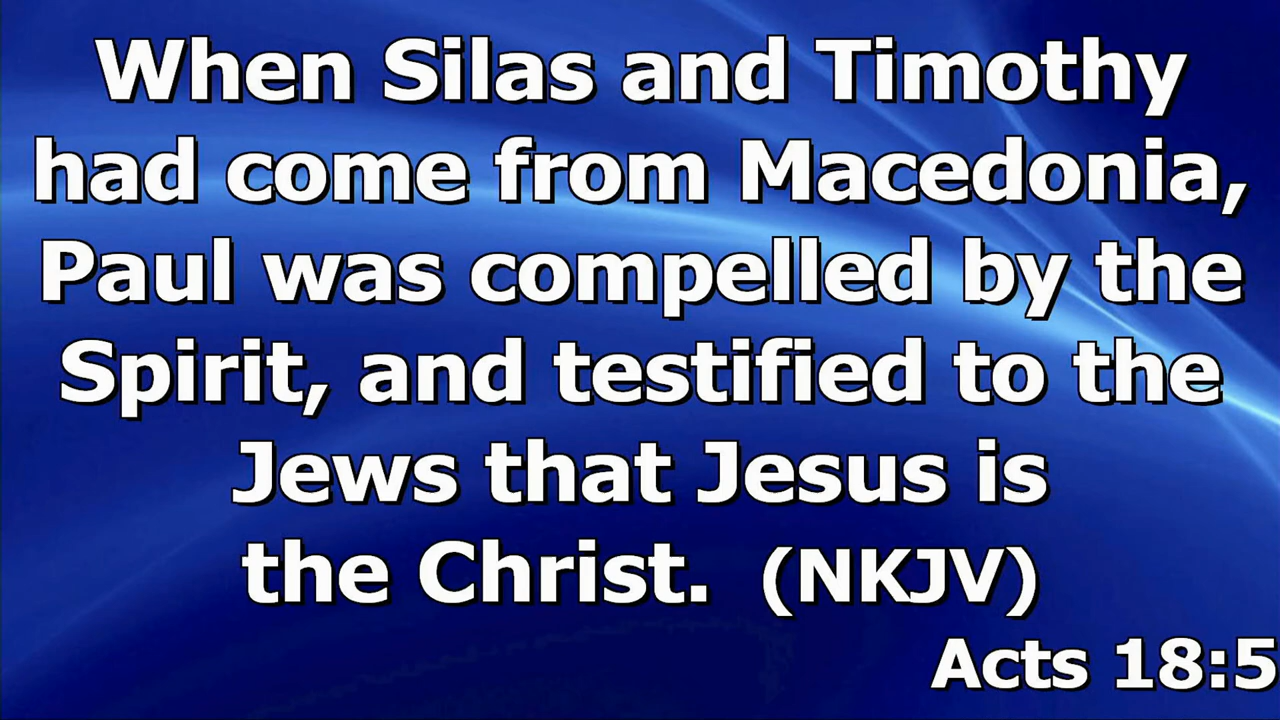 When Silas and Timothy
had come from Macedonia,
Paul was compelled by the
Spirit, and testified to the
Jews that Jesus is
the Christ. (NKJV)
Acts 18:5